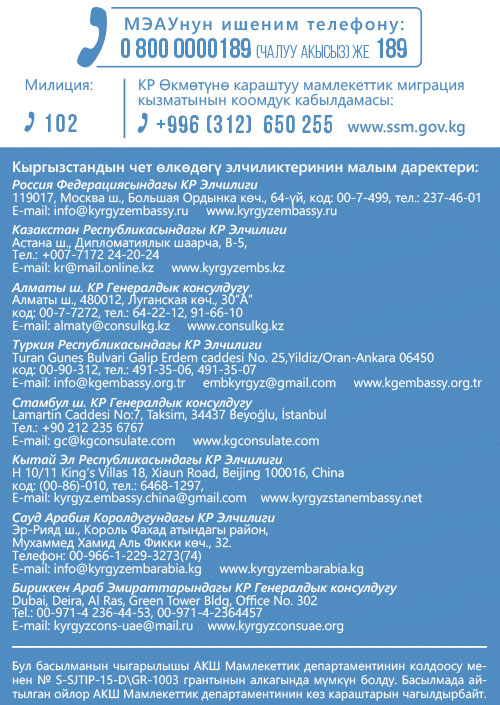 МЭАУнун ишеним телефону:
0 800 0000189 (ЧАЛУУ АКЫСЫЗ) ЖЕ 189
Милиция:
102
КР Өкмөтүнө караштуу мамлекеттик миграция
кызматынын коомдук кабылдамасы:
+996 (312) 650 255 www.ssm.gov.kg
Кыргызстандын чет өлкөдөгү элчиликтеринин малым даректери:
Россия Федерациясындагы КР Элчилиги
119017, Москва ш., Большая Ордынка көч., 64-үй, код: 00-7-499, тел.: 237-46-01
E-mail: info@kyrgyzembassy.ru www.kyrgyzembassy.ru
Казакстан Республикасындагы КР Элчилиги
Астана ш., Дипломатиялык шаарча, В-5,
Тел.: +007-7172 24-20-24
E-mail: kr@mail.online.kz www.kyrgyzembs.kz
Алматы ш. КР Генералдык консулдугу
Алматы ш., 480012, Луганская көч., 30"А"
код: 00-7-7272, тел.: 64-22-12, 91-66-10
E-mail: almaty@consulkg.kz www.consulkg.kz
Түркия Республикасындагы КР Элчилиги
Turan Gunes Bulvari Galip Erdem caddesi No. 25,Yildiz/Oran-Ankara 06450
код: 00-90-312, тел.: 491-35-06, 491-35-07
E-mail: info@kgembassy.org.tr embkyrgyz@gmail.com www.kgembassy.org.tr
Стамбул ш. КР Генералдык консулдугу
Lamartin Caddesi No:7, Taksim, 34437 Beyoğlu, İstanbul
Тел.: +90 212 235 6767
E-mail: gc@kgconsulate.com www.kgconsulate.com
Кытай Эл Республикасындагы КР Элчилиги
H 10/11 King´s Villas 18, Xiaun Road, Beijing 100016, China
код: (00-86)-010, тел.: 6468-1297,
E-mail: kyrgyz.embassy.china@gmail.com www.kyrgyzstanembassy.net
Сауд Арабия Королдугундагы КР Элчилиги
Эр-Рияд ш., Король Фахад атындагы район,
Мухаммед Хамид Аль Фикки көч., 32.
Телефон: 00-966-1-229-3273(74)
E-mail: info@kyrgyzembarabia.kg www.kyrgyzembarabia.kg
Бириккен Араб Эмираттарындагы КР Генералдык консулдугу
Dubai, Deira, Al Ras, Green Tower Bldg, Office No. 302
Tel.: 00-971-4 236-44-53, 00-971-4-2364457
E-mail: kyrgyzcons-uae@mail.ru www.kyrgyzconsuae.org
Бул басылманын чыгарылышы АКШ Мамлекеттик департаментинин колдоосу ме-
нен № S-SJTIP-15-D\GR-1003 грантынын алкагында мүмкүн болду. Басылмада ай-
тылган ойлор АКШ Мамлекеттик департаментинин көз караштарын чагылдырбайт.